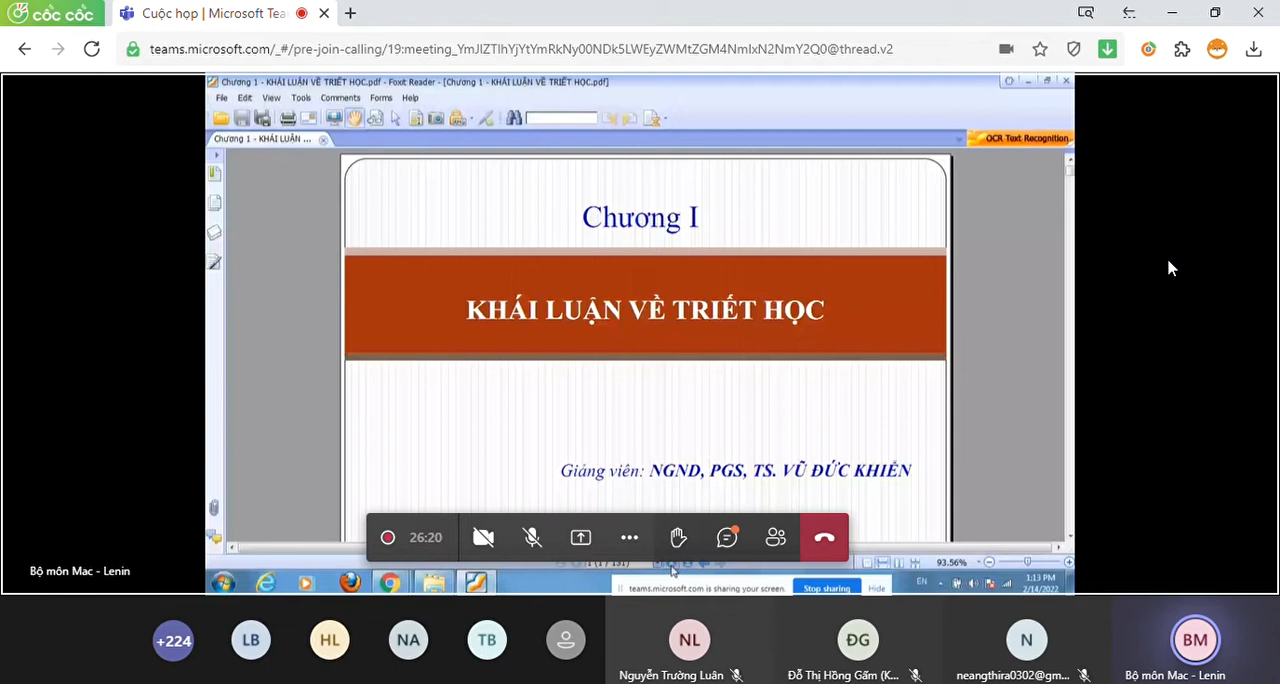 cốc cốc
Cuộc họp | Microsoft Tea
teams.microsoft.com/_#/pre-join-calling/19:meeting_YmJlZTlhYjYtYmRkNy00NDk5LWEyZWMtZGM4NmIxN2NmY2Q0@thread.v2
Chương 1 - KHÁI LUẬN VỀ TRIẾT HỌC.pdf - Foxit Reader - [Chương 1 - KHÁI LUẬN VỀ TRIẾT HỌC.pdf]
File Edit View Tools Comments Forms Help
Chương 1 - KHÁI LUẬN ...
OCR Text Recognition
Chương I
KHÁI LUẬN VỀ TRIẾT HỌC
Giảng viên: NGND, PGS, TS. VŨ ĐỨC KHIỂN
26:20
Bộ môn Mac - Lenin
1 (1 / 131)
93.56%
teams.microsoft.com is sharing your screen.
Stop sharing
Hide
EN
1:13 PM
2/14/2022
+224
LB
HL
NA
TB
NL
ĐG
N
BM
Nguyễn Trường Luân
Đỗ Thị Hồng Gấm (K...
neangthira0302@gm...
Bộ môn Mac - Lenin